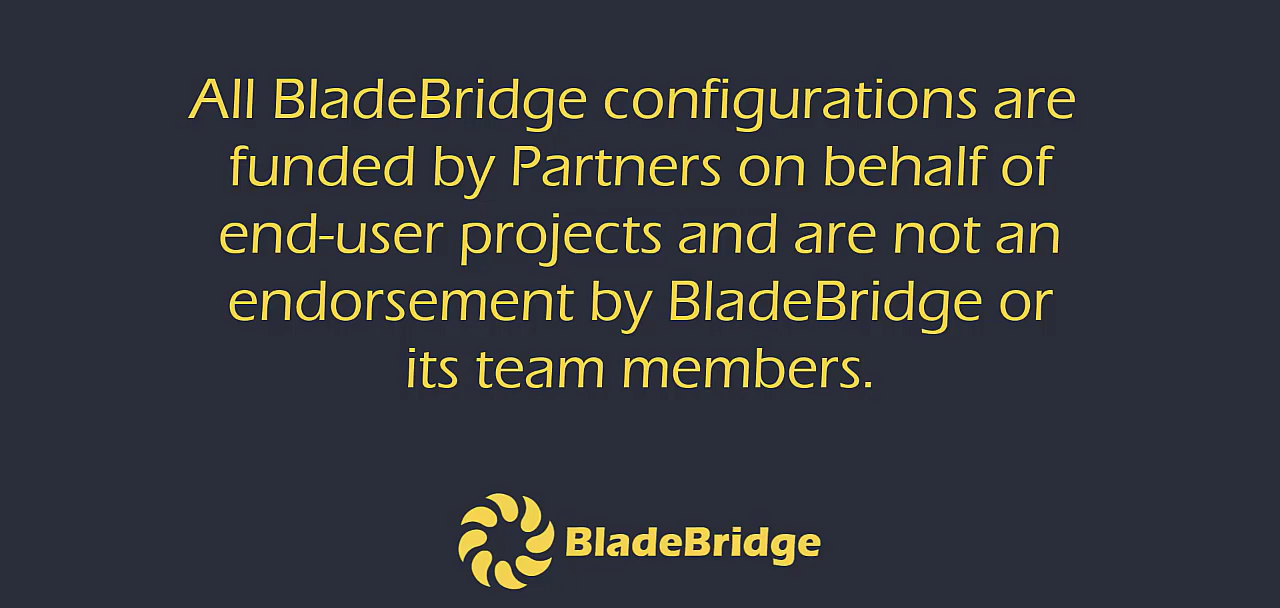 All BladeBridge configurations are
funded by Partners on behalf of
end-user projects and are not an
endorsement by BladeBridge or
its team members.
BladeBridge